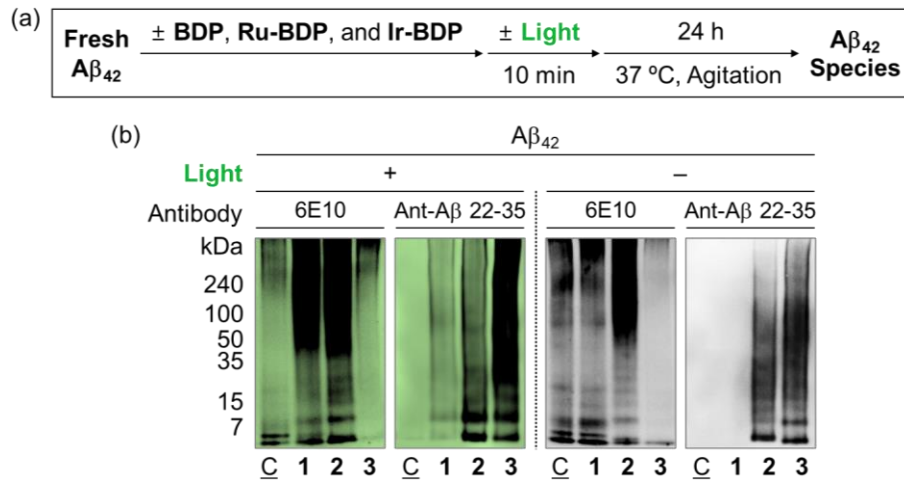 (a)
± BDP, Ru-BDP, and Ir-BDP ± Light 24 h
Fresh Aβ₄₂ 10 min 37 ºC, Agitation Aβ₄₂ Species
(b)
Aβ₄₂
Light + –
Antibody 6E10 Ant-Aβ 22-35 6E10 Ant-Aβ 22-35
kDa
240
100
50
35
15
7
C 1 2 3 C 1 2 3 C 1 2 3 C 1 2 3